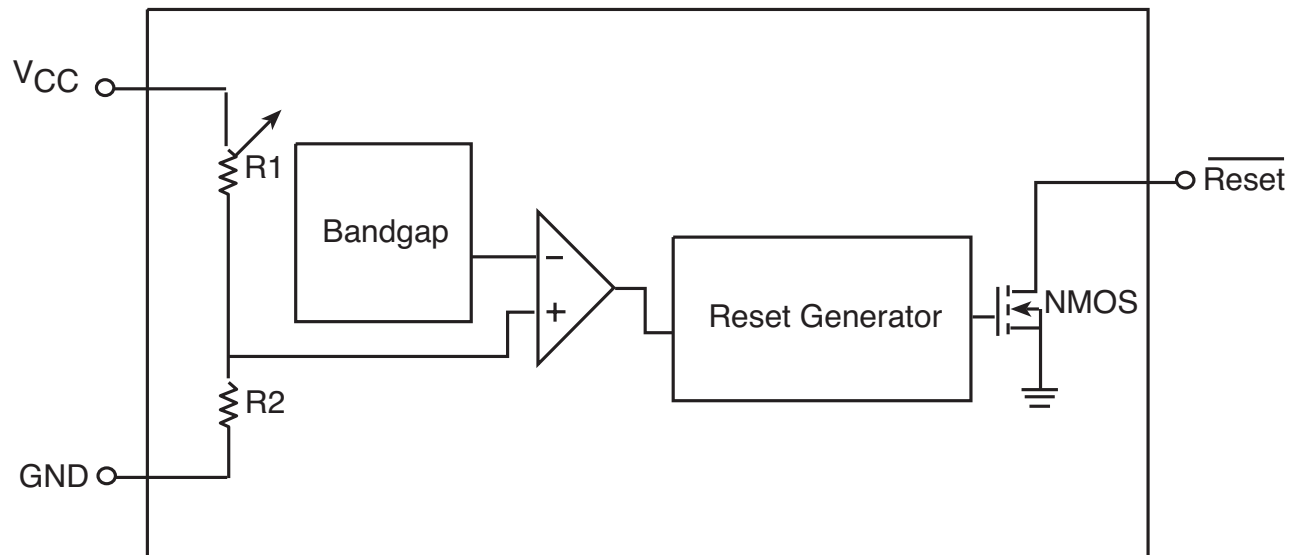 VCC
R1
Bandgap
−
+
R2
GND
Reset Generator
NMOS
Reset